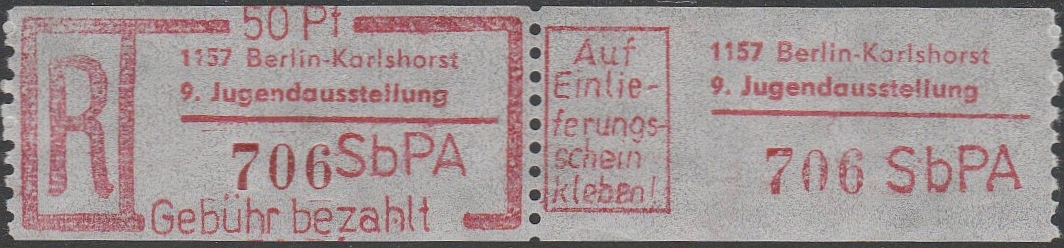 50 Pf
R
1157 Berlin-Karlshorst
9. Jugendausstellung
706 SbPA
Gebühr bezahlt
Auf
Einlie-
ferungs-
schein
kleben!
1157 Berlin-Karlshorst
9. Jugendausstellung
706 SbPA